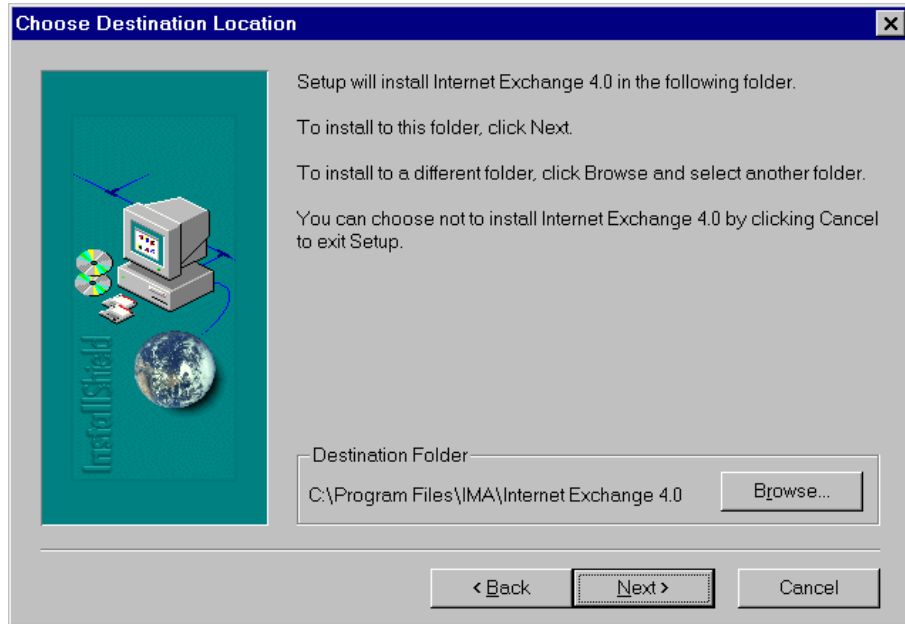 Choose Destination Location
Setup will install Internet Exchange 4.0 in the following folder.
To install to this folder, click Next.
To install to a different folder, click Browse and select another folder.
You can choose not to install Internet Exchange 4.0 by clicking Cancel
to exit Setup.
InstallShield
Destination Folder
C:\Program Files\IMA\Internet Exchange 4.0
Browse...
< Back
Next >
Cancel